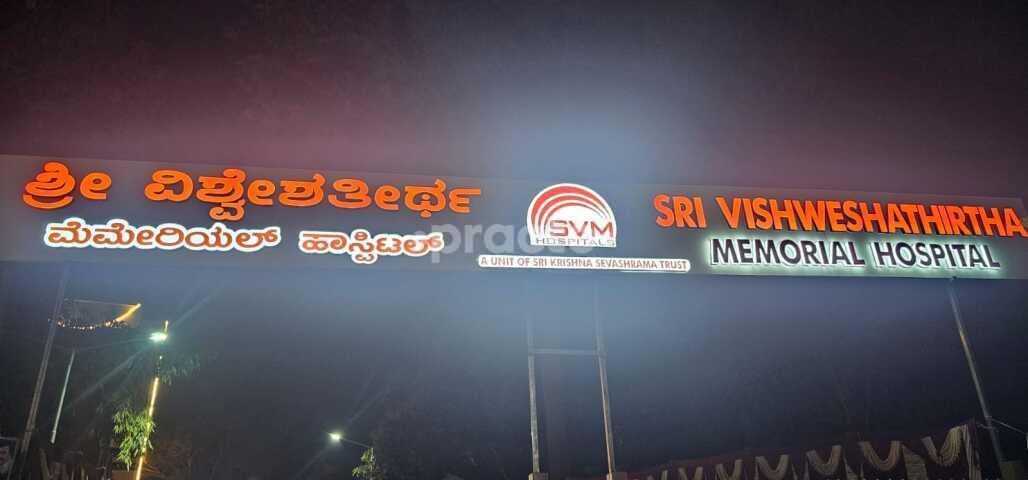 ಶ್ರೀ ವಿಶ್ವೇಶತೀರ್ಥ
ಮೆಮೇರಿಯಲ್ ಹಾಸ್ಪಿಟಲ್
SVM
HOSPITALS
A UNIT OF SRI KRISHNA SEVASHRAMA TRUST
SRI VISHWESHATHIRTHA
MEMORIAL HOSPITAL